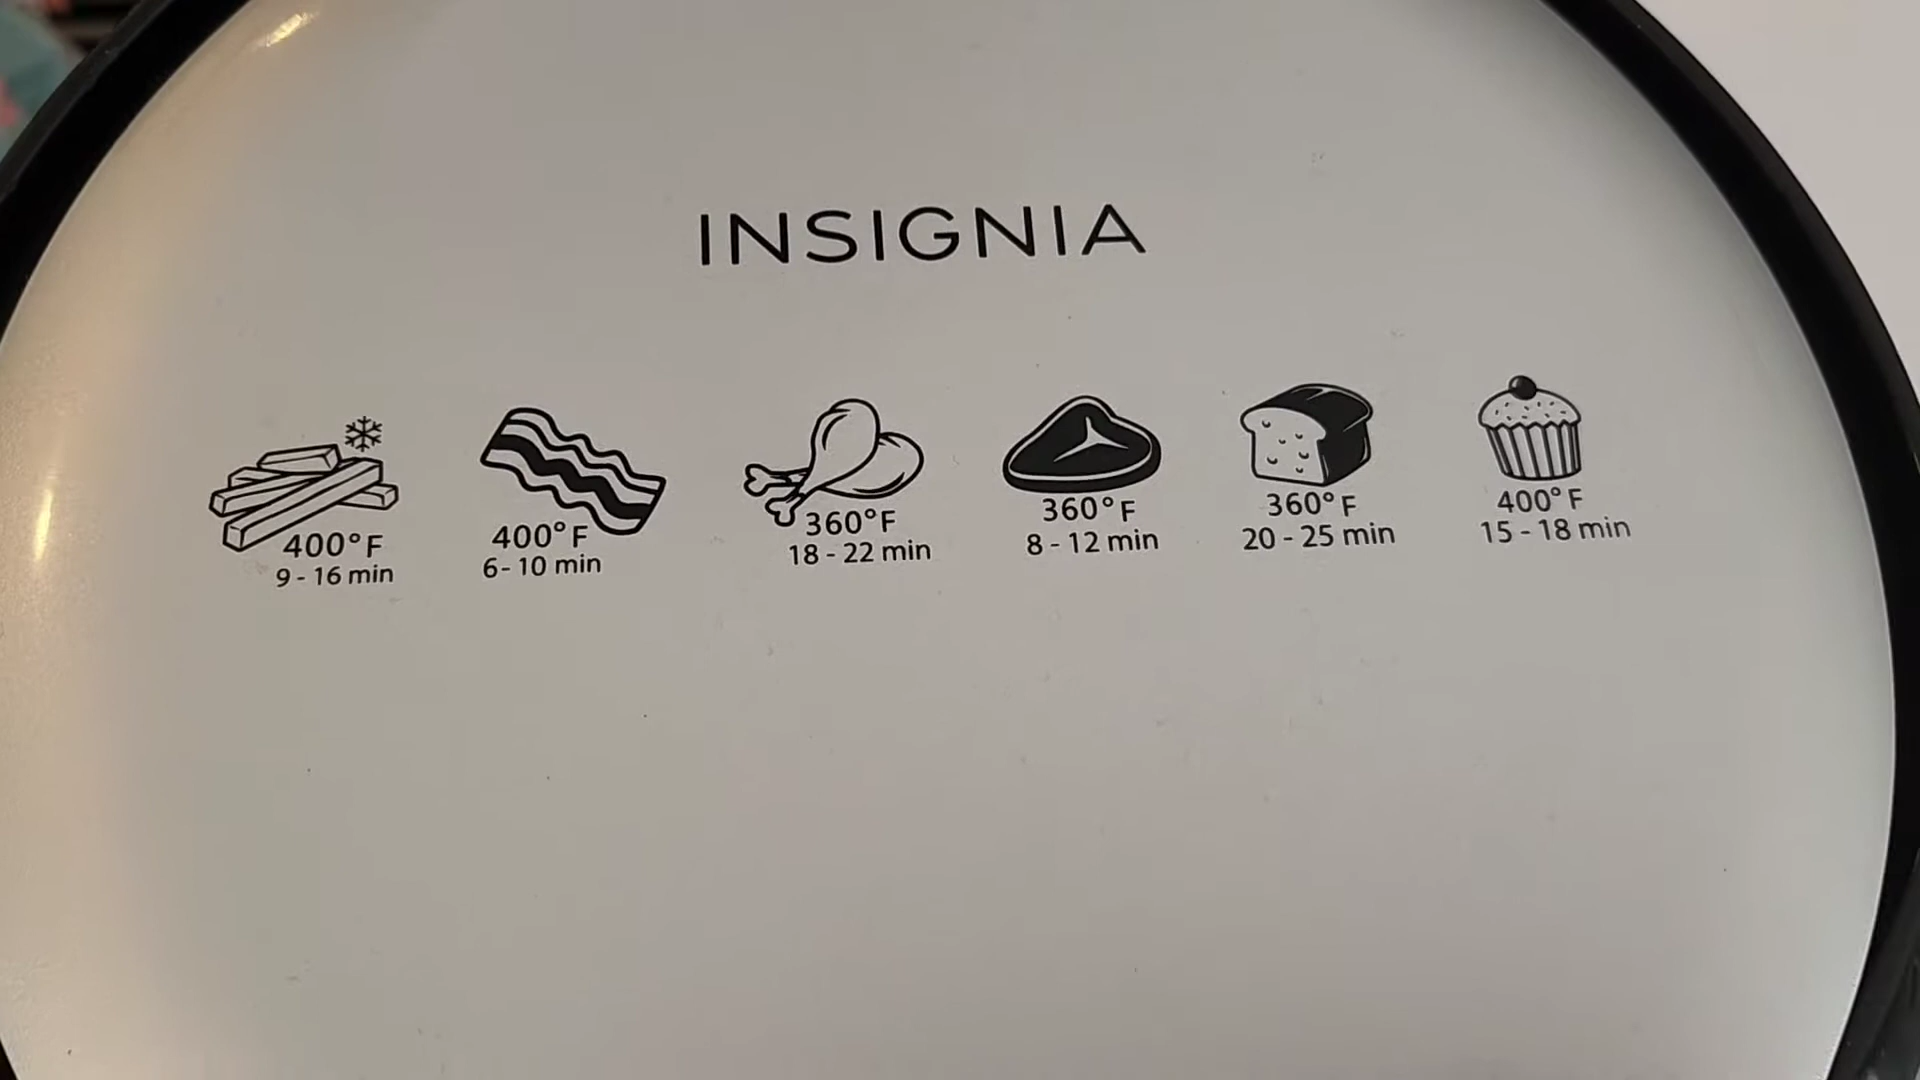 INSIGNIA
400°F
9 - 16 min
400°F
6 - 10 min
360°F
18 - 22 min
360°F
8 - 12 min
360°F
20 - 25 min
400°F
15 - 18 min